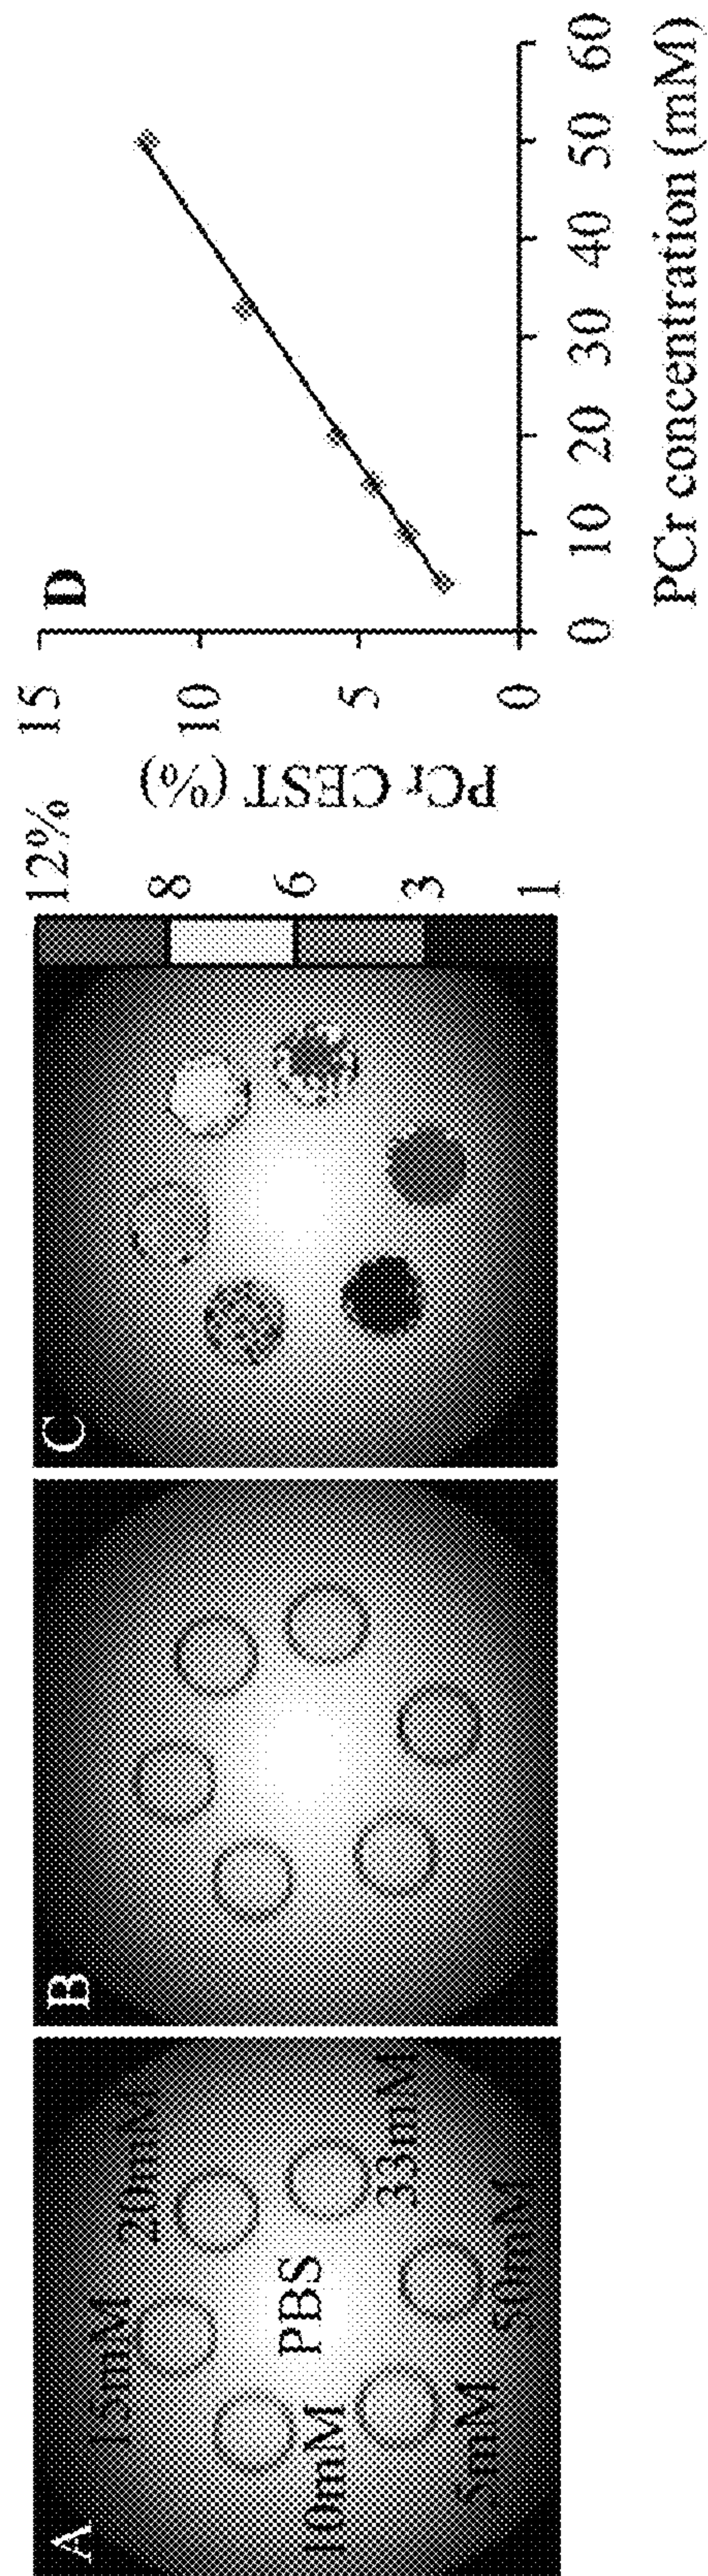 A
15mM
20mM
10mM
PBS
33mM
5mM
50mM
B
C
12%
8
6
3
1
D
PCr CEST (%)
15
10
5
0
0 10 20 30 40 50 60
PCr concentration (mM)